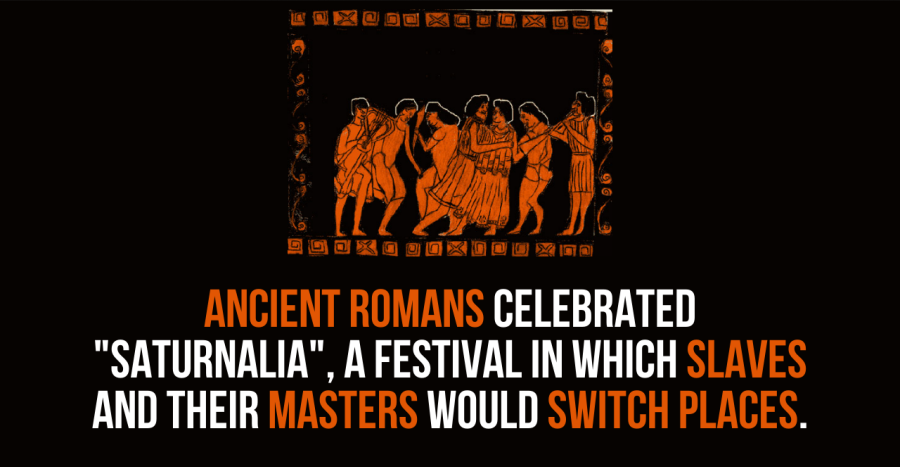 ANCIENT ROMANS CELEBRATED
"SATURNALIA", A FESTIVAL IN WHICH SLAVES
AND THEIR MASTERS WOULD SWITCH PLACES.